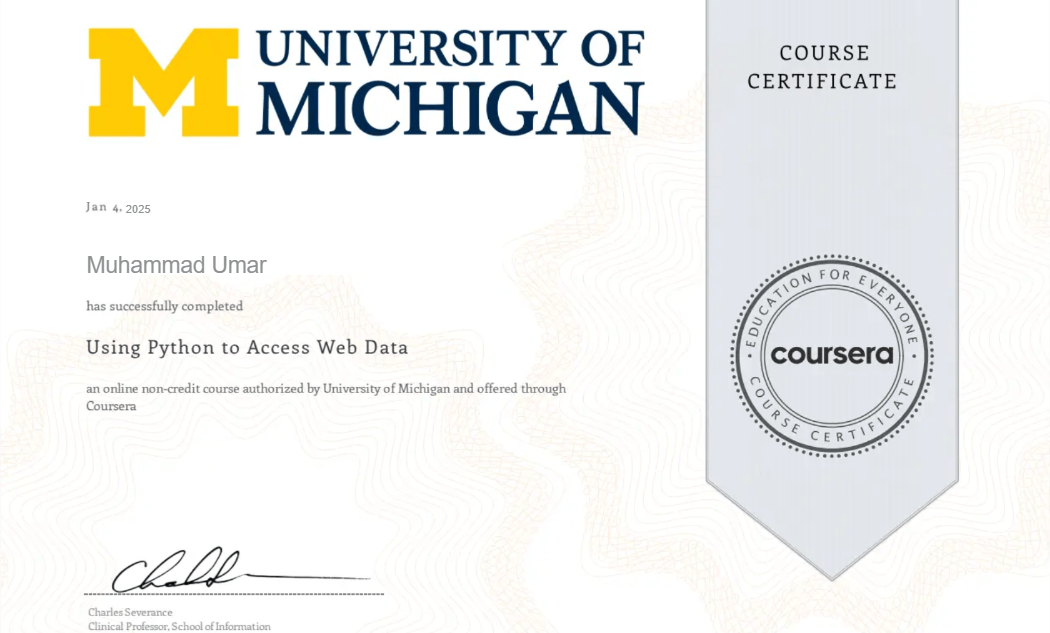 UNIVERSITY OF
MICHIGAN
COURSE
CERTIFICATE
Jan 4, 2025
Muhammad Umar
has successfully completed
Using Python to Access Web Data
an online non-credit course authorized by University of Michigan and offered through
Coursera
EDUCATION FOR EVERYONE
coursera
COURSE CERTIFICATE
Charles Severance
Clinical Professor, School of Information